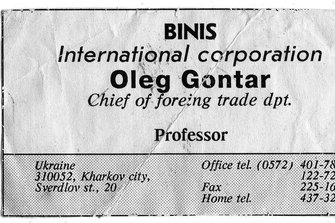 BINIS
International corporation
Oleg Gontar
Chief of foreing trade dpt.
Professor
Ukraine
310052, Kharkov city,
Sverdlov st., 20
Office tel. (0572) 401-78
122-72
Fax 225-16
Home tel. 437-32